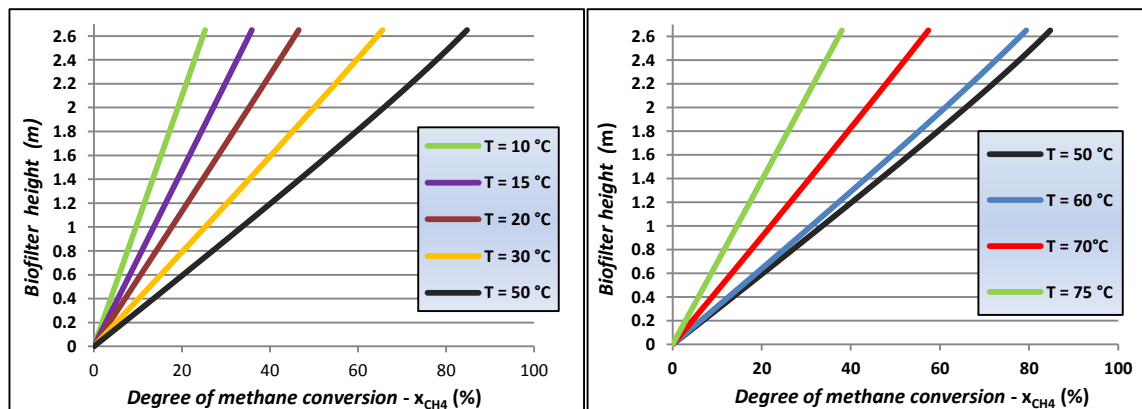 2.6
2.4
2.2
2
1.8
1.6
1.4
1.2
1
0.8
0.6
0.4
0.2
0
Biofilter height (m)
T = 10 °C
T = 15 °C
T = 20 °C
T = 30 °C
T = 50 °C
0 20 40 60 80 100
Degree of methane conversion - xCH4 (%)
2.6
2.4
2.2
2
1.8
1.6
1.4
1.2
1
0.8
0.6
0.4
0.2
0
Biofilter height (m)
T = 50 °C
T = 60 °C
T = 70°C
T = 75 °C
0 20 40 60 80 100
Degree of methane conversion - xCH4 (%)